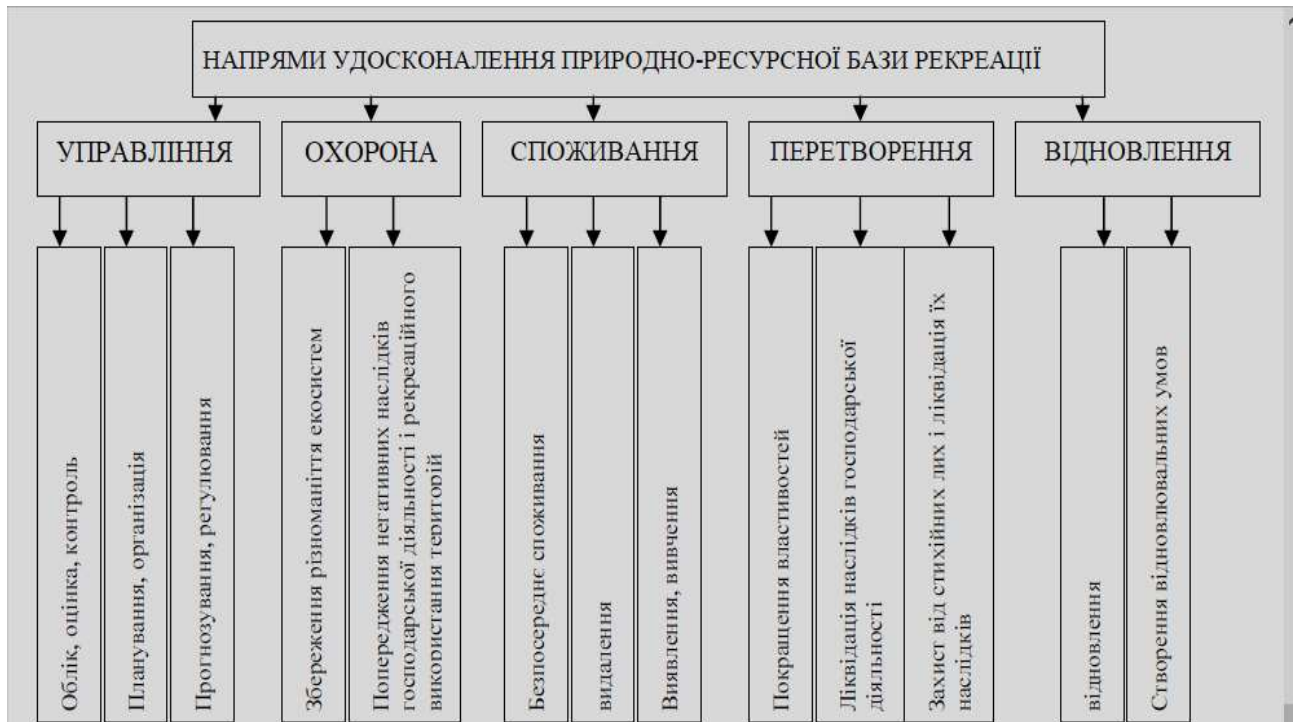 НАПРЯМИ УДОСКОНАЛЕННЯ ПРИРОДНО-РЕСУРСНОЇ БАЗИ РЕКРЕАЦІЇ
УПРАВЛІННЯ
ОХОРОНА
СПОЖИВАННЯ
ПЕРЕТВОРЕННЯ
ВІДНОВЛЕННЯ
Облік, оцінка, контроль
Планування, організація
Прогнозування, регулювання
Збереження різноманіття екосистем
Попередження негативних наслідків
господарської діяльності і рекреаційного
використання територій
Безпосереднє споживання
видалення
Виявлення, вивчення
Покращення властивостей
Ліквідація наслідків господарської
діяльності
Захист від стихійних лих і ліквідація їх
наслідків
відновлення
Створення відновлювальних умов